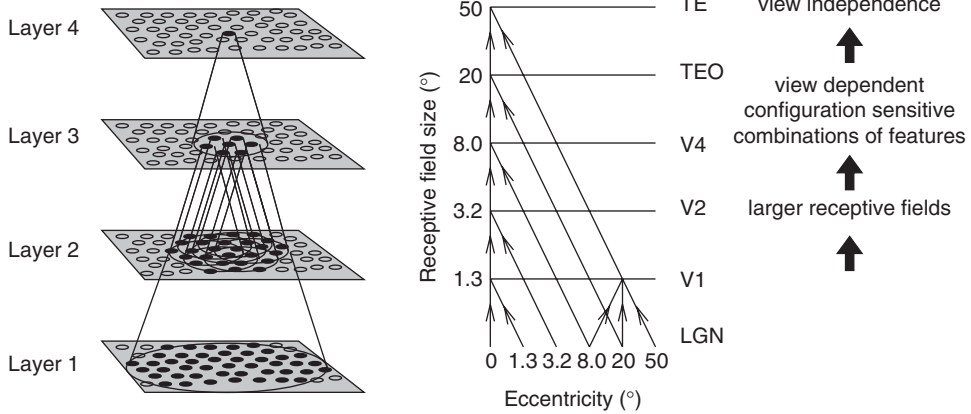 Layer 4
Layer 3
Layer 2
Layer 1
Receptive field size (°)
50
20
8.0
3.2
1.3
0 1.3 3.2 8.0 20 50
Eccentricity (°)
TE
TEO
V4
V2
V1
LGN
view independence
view dependent
configuration sensitive
combinations of features
larger receptive fields